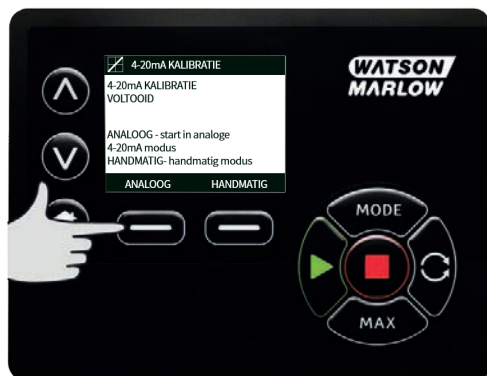 4-20mA KALIBRATIE
WATSON
MARLOW
4-20mA KALIBRATIE
VOLTOOID
ANALOOG - start in analoge
4-20mA modus
HANDMATIG- handmatig modus
ANALOOG HANDMATIG
MODE
MAX